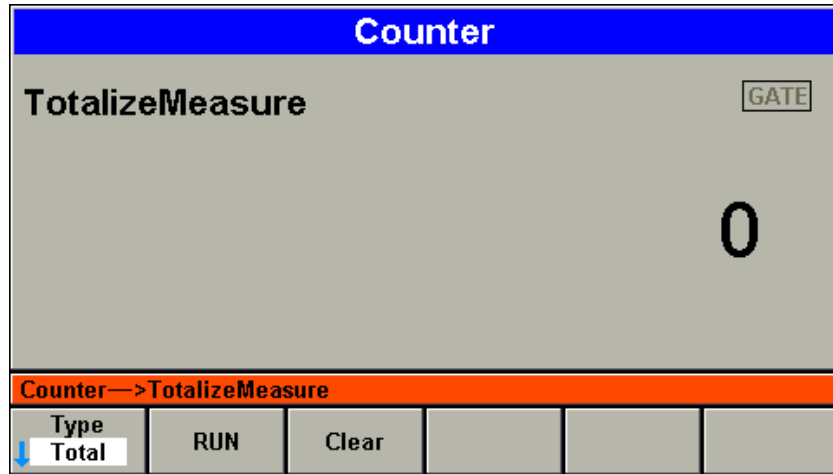 Counter
TotalizeMeasure
GATE
0
Counter—>TotalizeMeasure
Type
Total
RUN
Clear